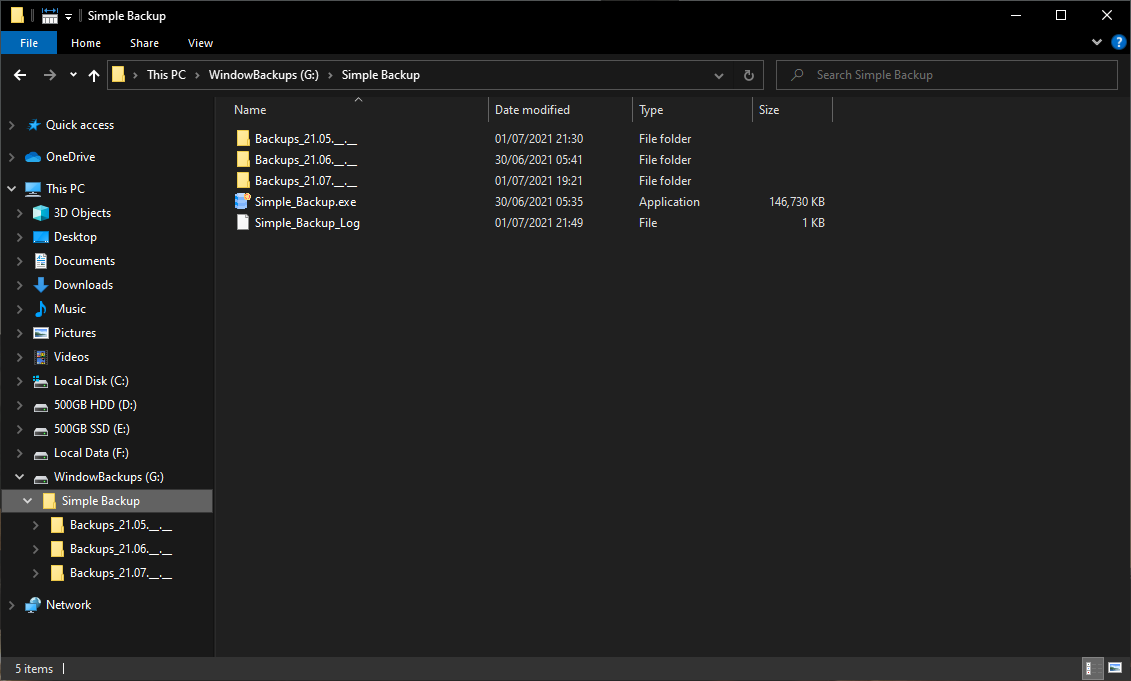 Simple Backup
File Home Share View
This PC WindowBackups (G:) Simple Backup
Search Simple Backup
Name Date modified Type Size
Backups_21.05.__.__ 01/07/2021 21:30 File folder
Backups_21.06.__.__ 30/06/2021 05:41 File folder
Backups_21.07.__.__ 01/07/2021 19:21 File folder
Simple_Backup.exe 30/06/2021 05:35 Application 146,730 KB
Simple_Backup_Log 01/07/2021 21:49 File 1 KB
Quick access
OneDrive
This PC
3D Objects
Desktop
Documents
Downloads
Music
Pictures
Videos
Local Disk (C:)
500GB HDD (D:)
500GB SSD (E:)
Local Data (F:)
WindowBackups (G:)
Simple Backup
Backups_21.05.__.__
Backups_21.06.__.__
Backups_21.07.__.__
Network
5 items